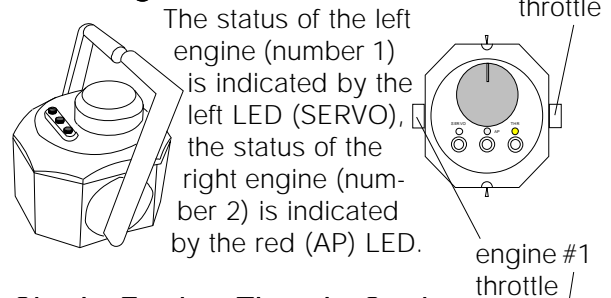 throttle
The status of the left
engine (number 1)
is indicated by the
left LED (SERVO),
the status of the
right engine (num-
ber 2) is indicated
by the red (AP) LED.
SERVO
AP
THR
engine #1
throttle